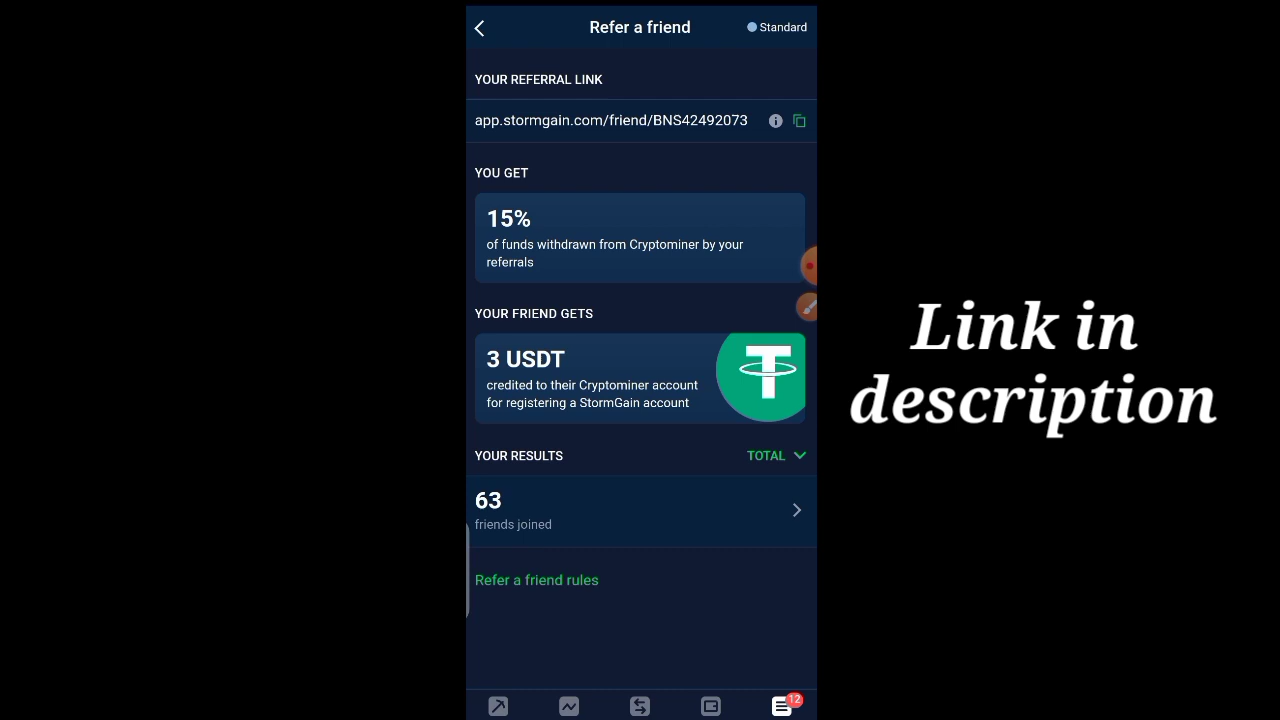 Refer a friend
Standard
YOUR REFERRAL LINK
app.stormgain.com/friend/BNS42492073
YOU GET
15%
of funds withdrawn from Cryptominer by your
referrals
YOUR FRIEND GETS
3 USDT
credited to their Cryptominer account
for registering a StormGain account
YOUR RESULTS
TOTAL
63
friends joined
Refer a friend rules
12
Link in
description